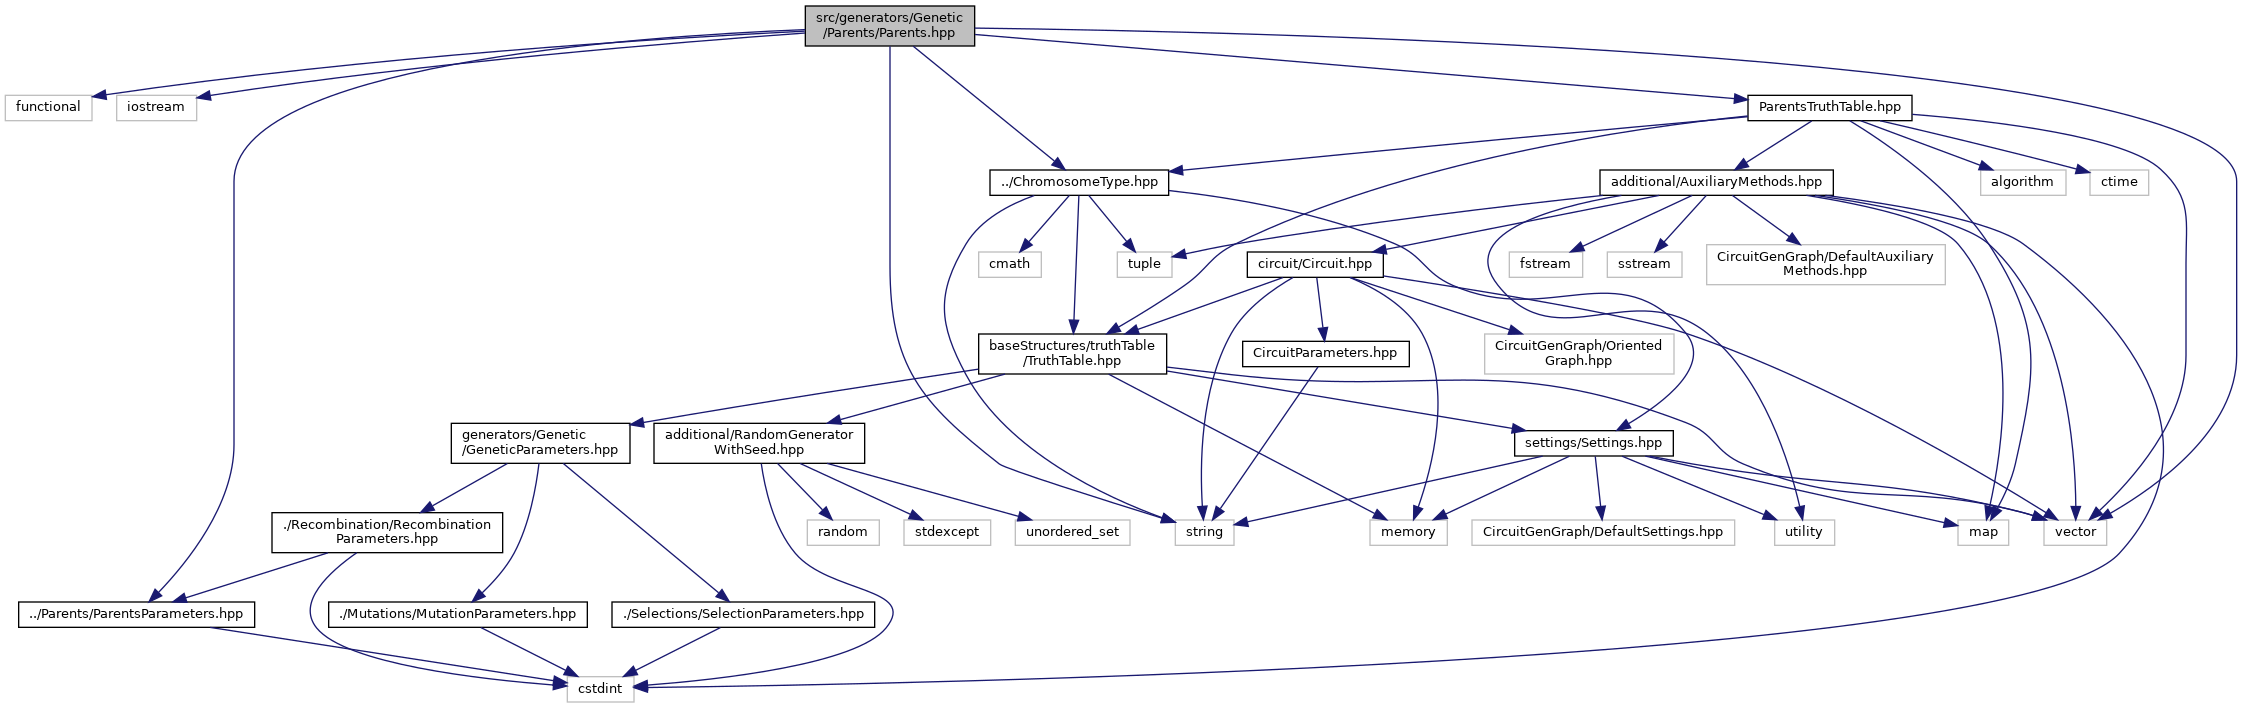 src/generators/Genetic
/Parents/Parents.hpp
functional
iostream
ParentsTruthTable.hpp
../ChromosomeType.hpp
additional/AuxiliaryMethods.hpp
algorithm
ctime
cmath
tuple
circuit/Circuit.hpp
fstream
sstream
CircuitGenGraph/DefaultAuxiliary
Methods.hpp
baseStructures/truthTable
/TruthTable.hpp
CircuitParameters.hpp
CircuitGenGraph/Oriented
Graph.hpp
generators/Genetic
/GeneticParameters.hpp
additional/RandomGenerator
WithSeed.hpp
settings/Settings.hpp
./Recombination/Recombination
Parameters.hpp
random
stdexcept
unordered_set
string
memory
CircuitGenGraph/DefaultSettings.hpp
utility
map
vector
../Parents/ParentsParameters.hpp
./Mutations/MutationParameters.hpp
./Selections/SelectionParameters.hpp
cstdint